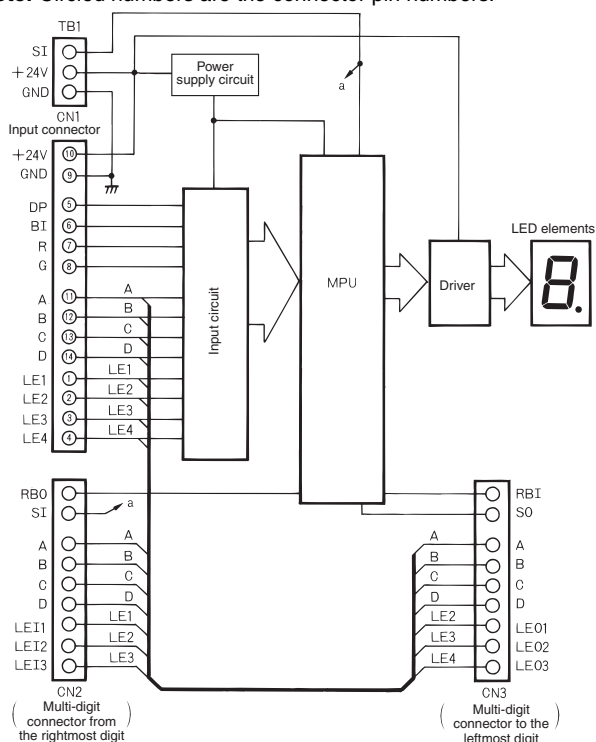 Circled numbers are the connector pin numbers.
TB1
SI
+24V
GND
CN1
Input connector
+24V 10
GND 9
DP 5
BI 6
R 7
G 8
A 11 A
B 12 B
C 13 C
D 14 D
LE1 1 LE1
LE2 2 LE2
LE3 3 LE3
LE4 4 LE4
Power
supply circuit
a
Input circuit
MPU
Driver
LED elements
8.
RBO
SI a
A A
B B
C C
D D
LEI1 LE1
LEI2 LE2
LEI3 LE3
CN2
( Multi-digit
connector from
the rightmost digit )
RBI
SO
A A
B B
C C
D D
LE2 LEO1
LE3 LEO2
LE4 LEO3
CN3
( Multi-digit
connector to the
leftmost digit )